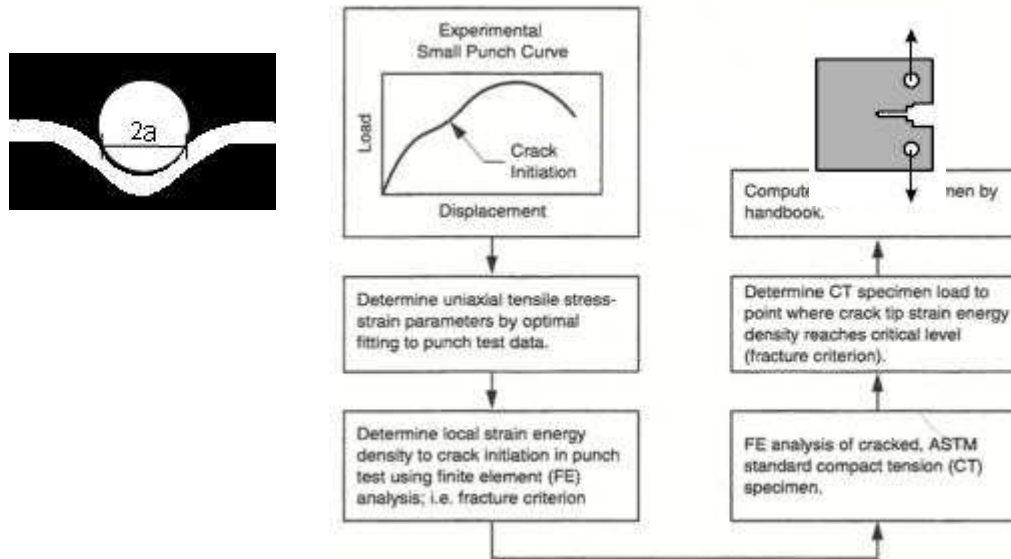 2a
Experimental
Small Punch Curve
Load
Crack
Initiation
Displacement
Determine uniaxial tensile stress-
strain parameters by optimal
fitting to punch test data.
Determine local strain energy
density to crack initiation in punch
test using finite element (FE)
analysis; i.e. fracture criterion
FE analysis of cracked, ASTM
standard compact tension (CT)
specimen.
Determine CT specimen load to
point where crack tip strain energy
density reaches critical level
(fracture criterion).
Compute men by
handbook.